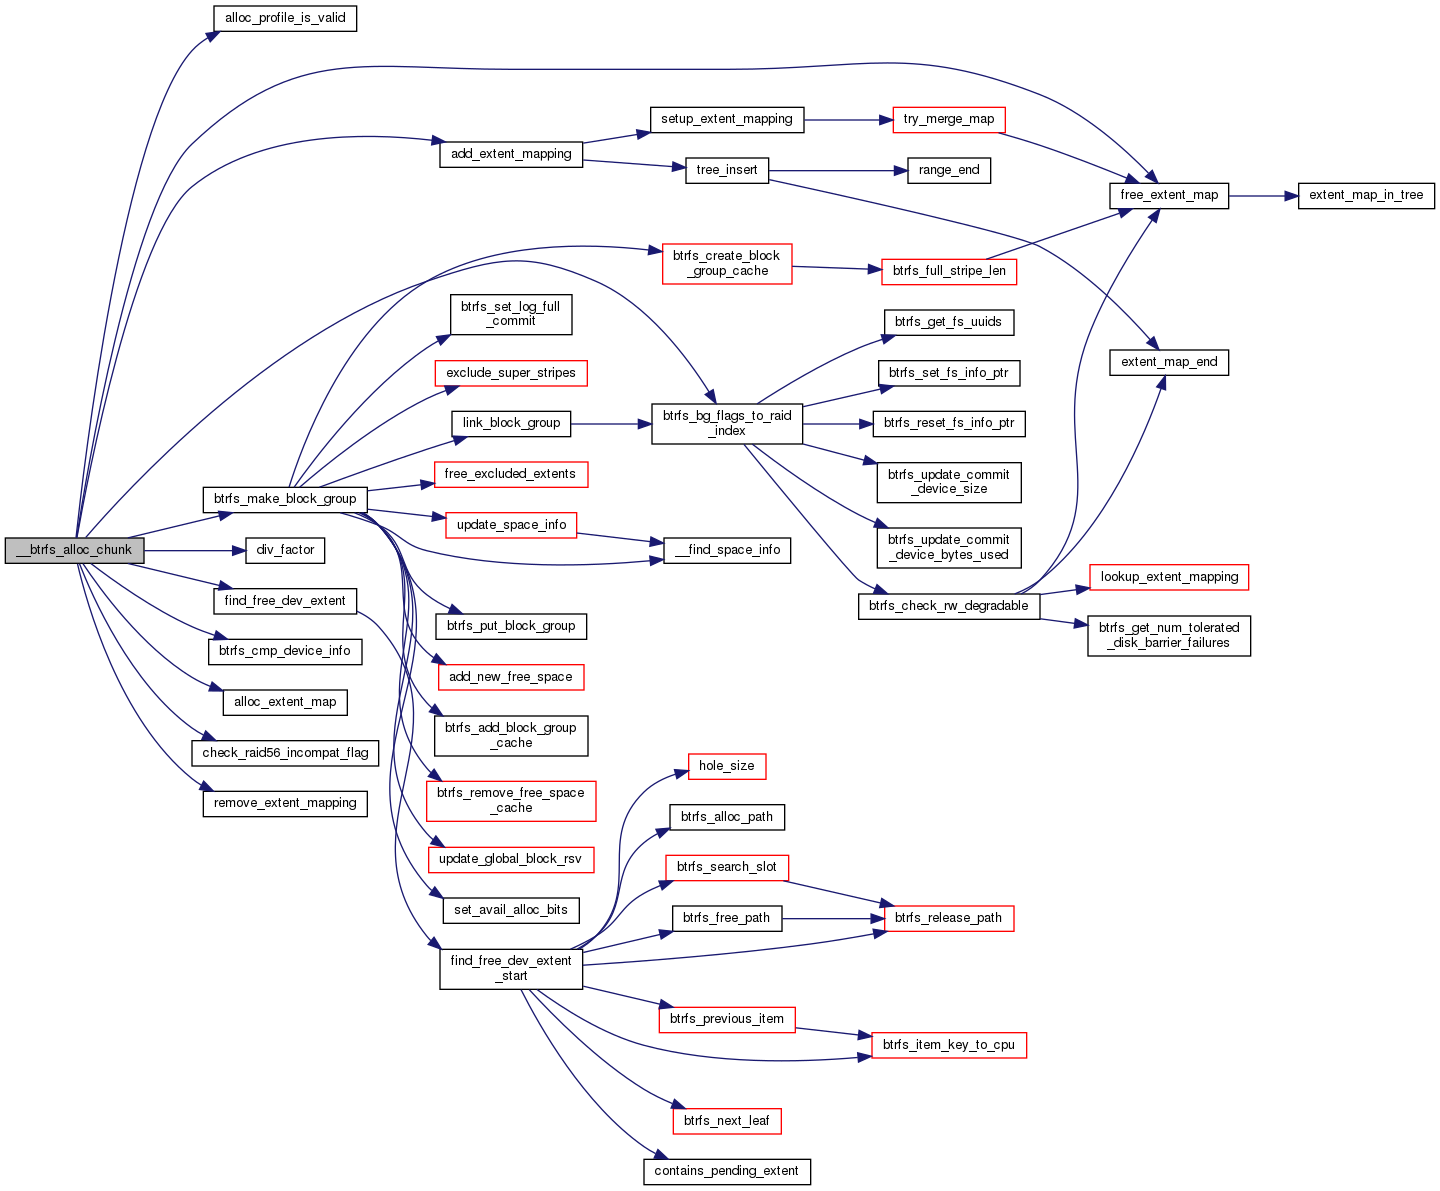 alloc_profile_is_valid
setup_extent_mapping
try_merge_map
add_extent_mapping
tree_insert
range_end
free_extent_map
extent_map_in_tree
btrfs_create_block
_group_cache
btrfs_full_stripe_len
btrfs_set_log_full
_commit
btrfs_get_fs_uuids
extent_map_end
exclude_super_stripes
btrfs_set_fs_info_ptr
link_block_group
btrfs_bg_flags_to_raid
_index
btrfs_reset_fs_info_ptr
free_excluded_extents
btrfs_update_commit
_device_size
btrfs_make_block_group
update_space_info
__btrfs_alloc_chunk
div_factor
__find_space_info
btrfs_update_commit
_device_bytes_used
lookup_extent_mapping
find_free_dev_extent
btrfs_check_rw_degradable
btrfs_put_block_group
btrfs_get_num_tolerated
_disk_barrier_failures
btrfs_cmp_device_info
add_new_free_space
alloc_extent_map
btrfs_add_block_group
_cache
check_raid56_incompat_flag
hole_size
remove_extent_mapping
btrfs_remove_free_space
_cache
btrfs_alloc_path
update_global_block_rsv
btrfs_search_slot
set_avail_alloc_bits
btrfs_free_path
btrfs_release_path
find_free_dev_extent
_start
btrfs_previous_item
btrfs_item_key_to_cpu
btrfs_next_leaf
contains_pending_extent